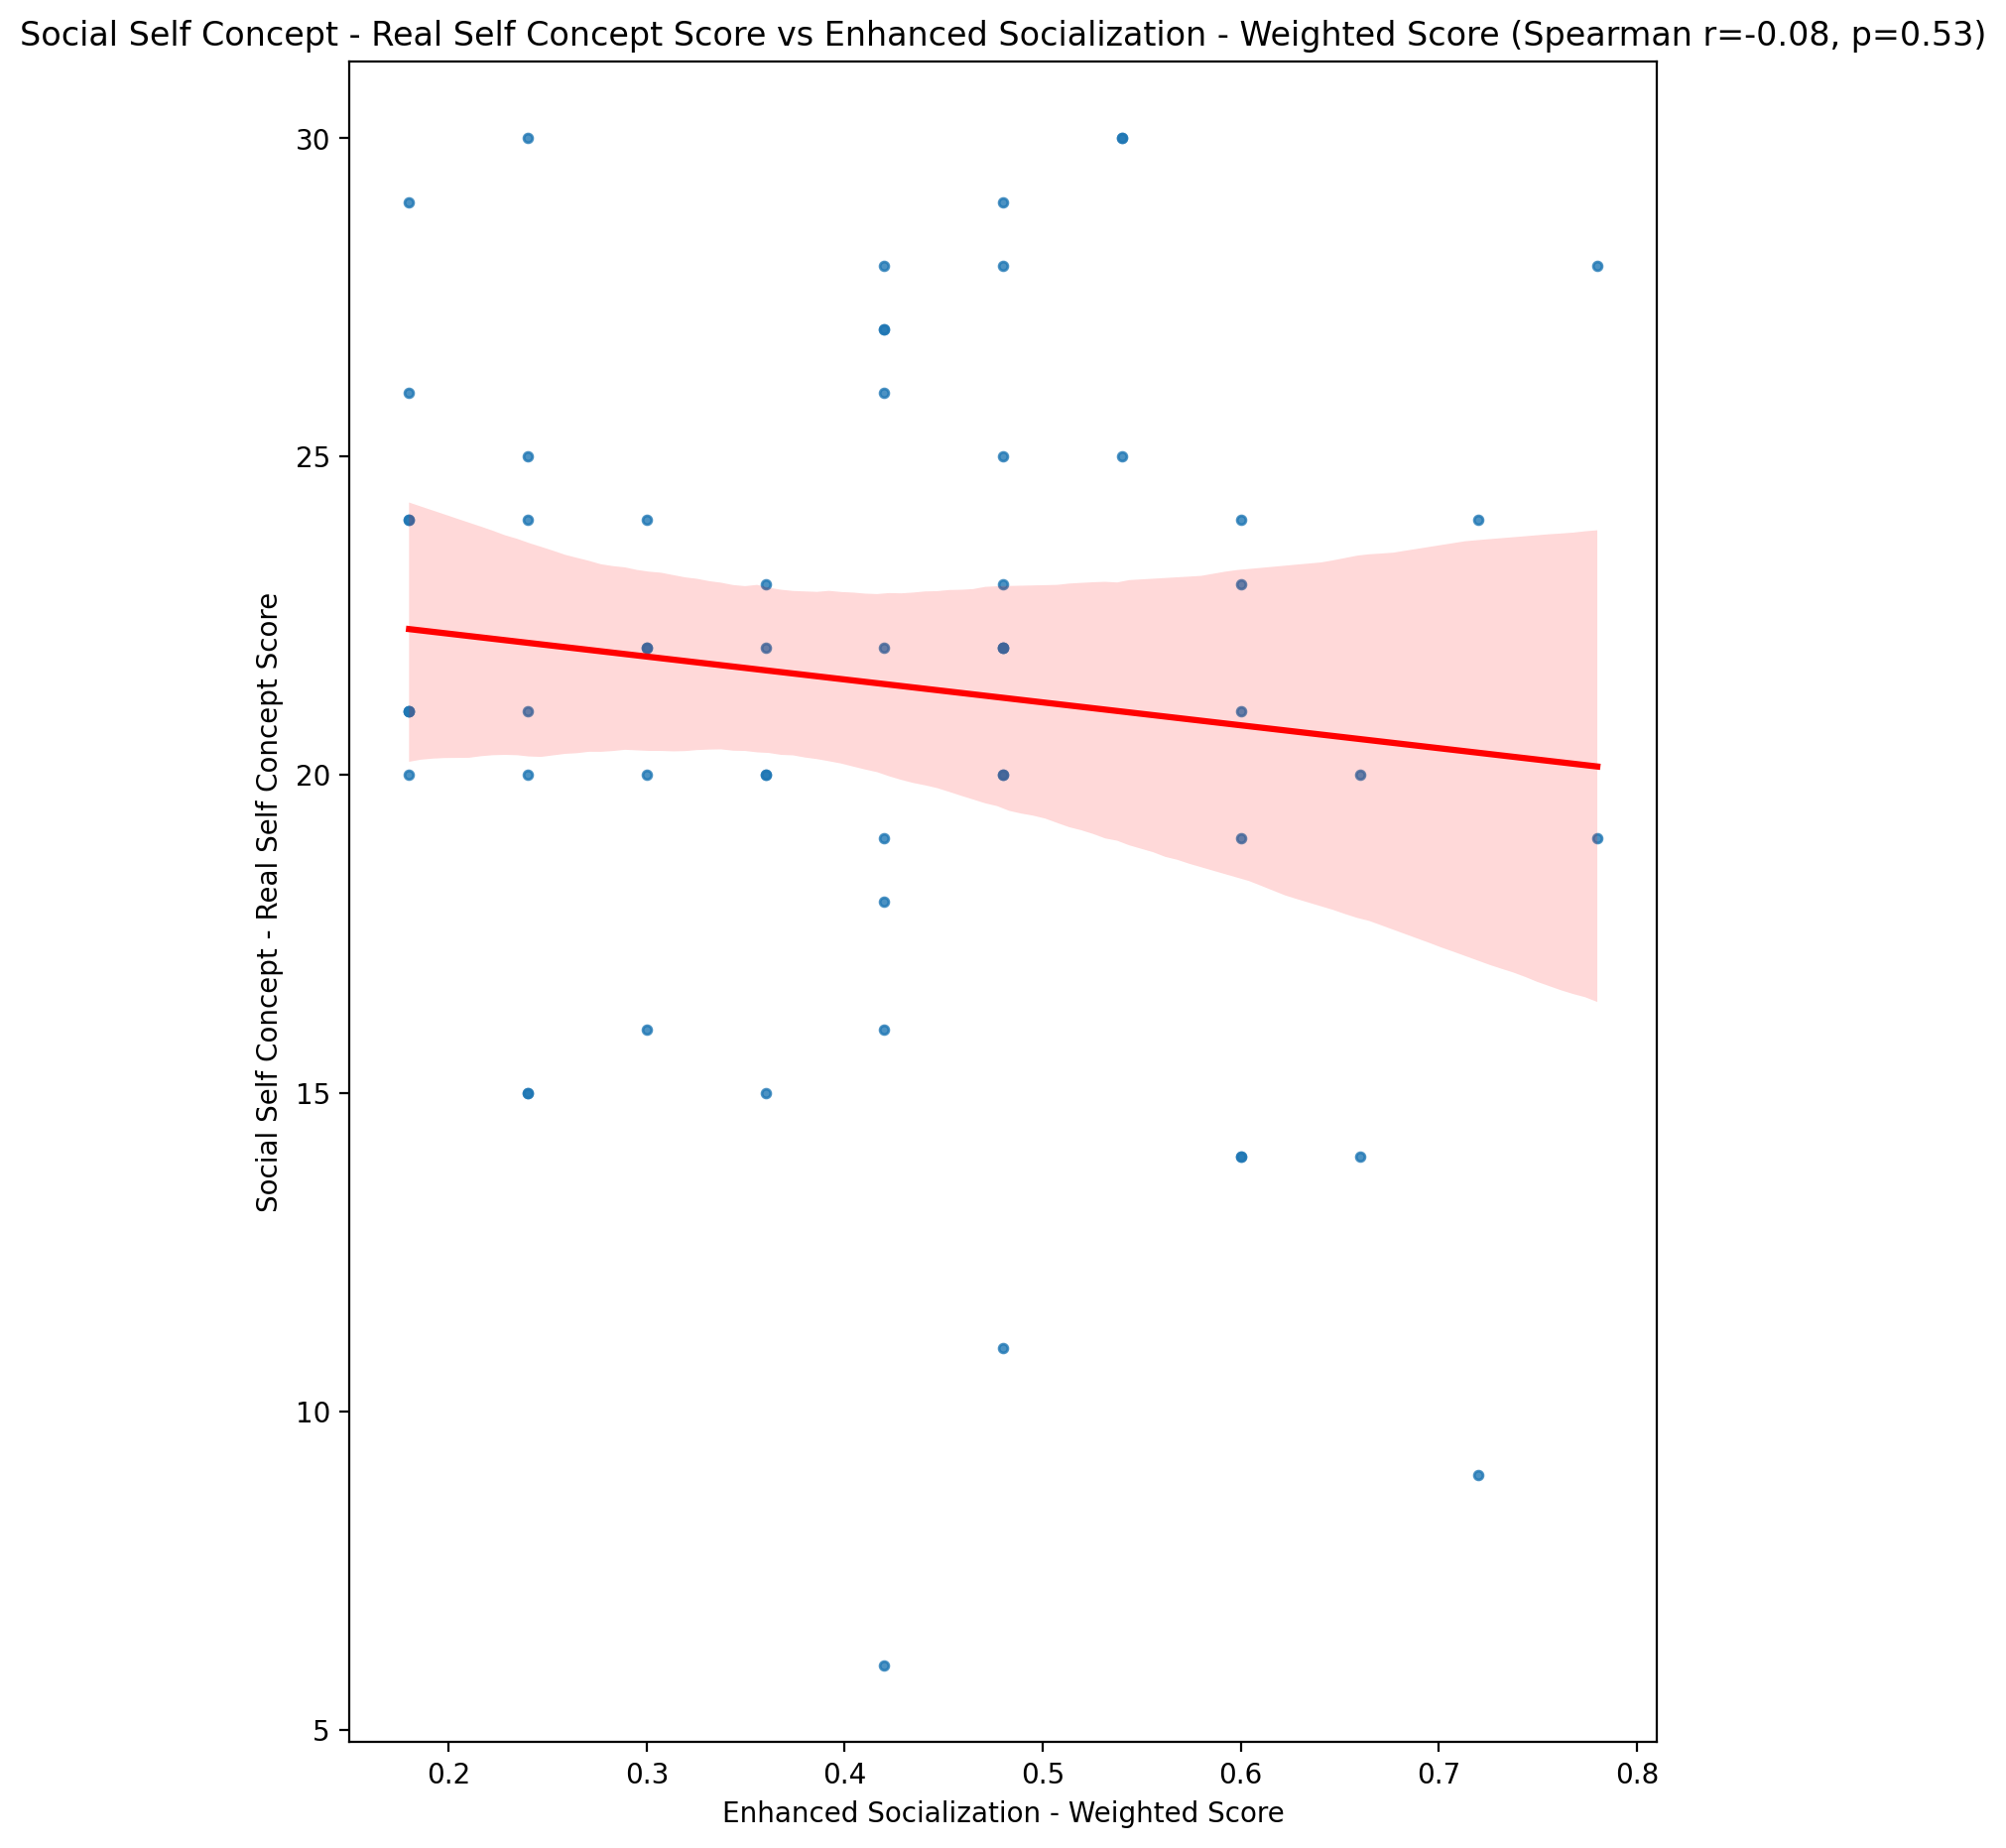 Social Self Concept - Real Self Concept Score vs Enhanced Socialization - Weighted Score (Spearman r=-0.08, p=0.53)
Social Self Concept - Real Self Concept Score
30
25
20
15
10
5
0.2 0.3 0.4 0.5 0.6 0.7 0.8
Enhanced Socialization - Weighted Score